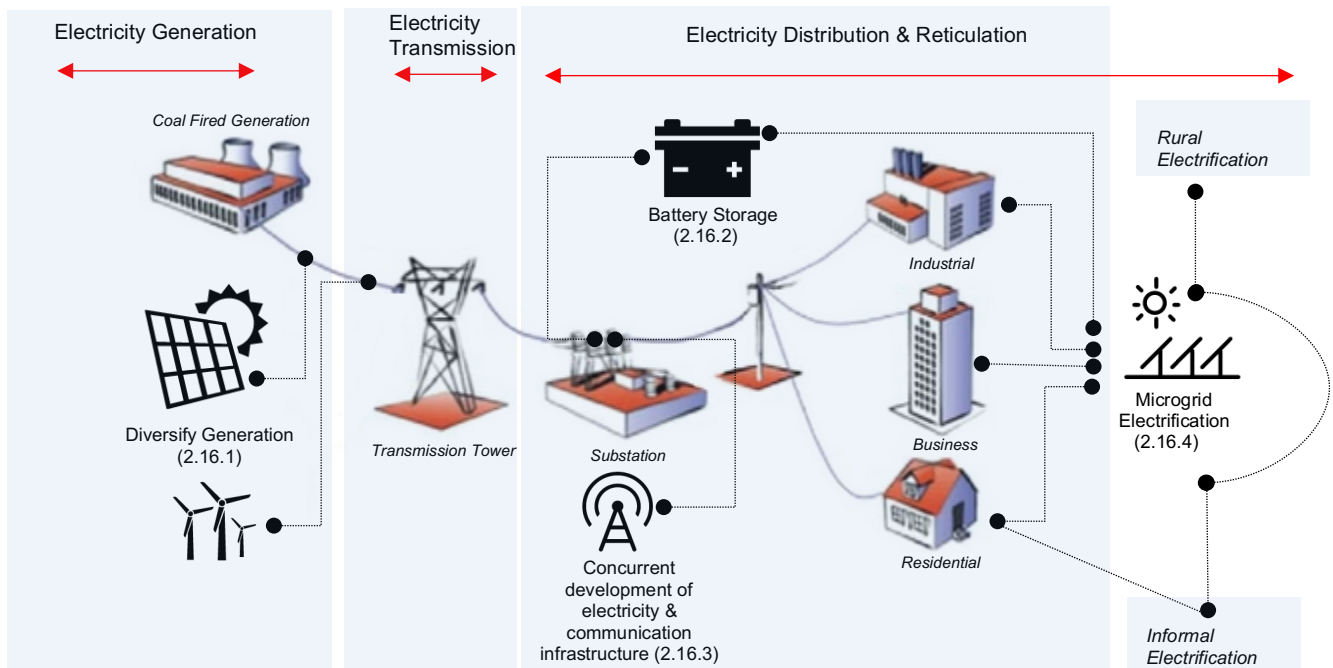 Electricity Generation
Electricity
Transmission
Electricity Distribution & Reticulation
Coal Fired Generation
Diversify Generation
(2.16.1)
Transmission Tower
Battery Storage
(2.16.2)
Substation
Concurrent
development of
electricity &
communication
infrastructure (2.16.3)
Industrial
Business
Residential
Rural
Electrification
Microgrid
Electrification
(2.16.4)
Informal
Electrification